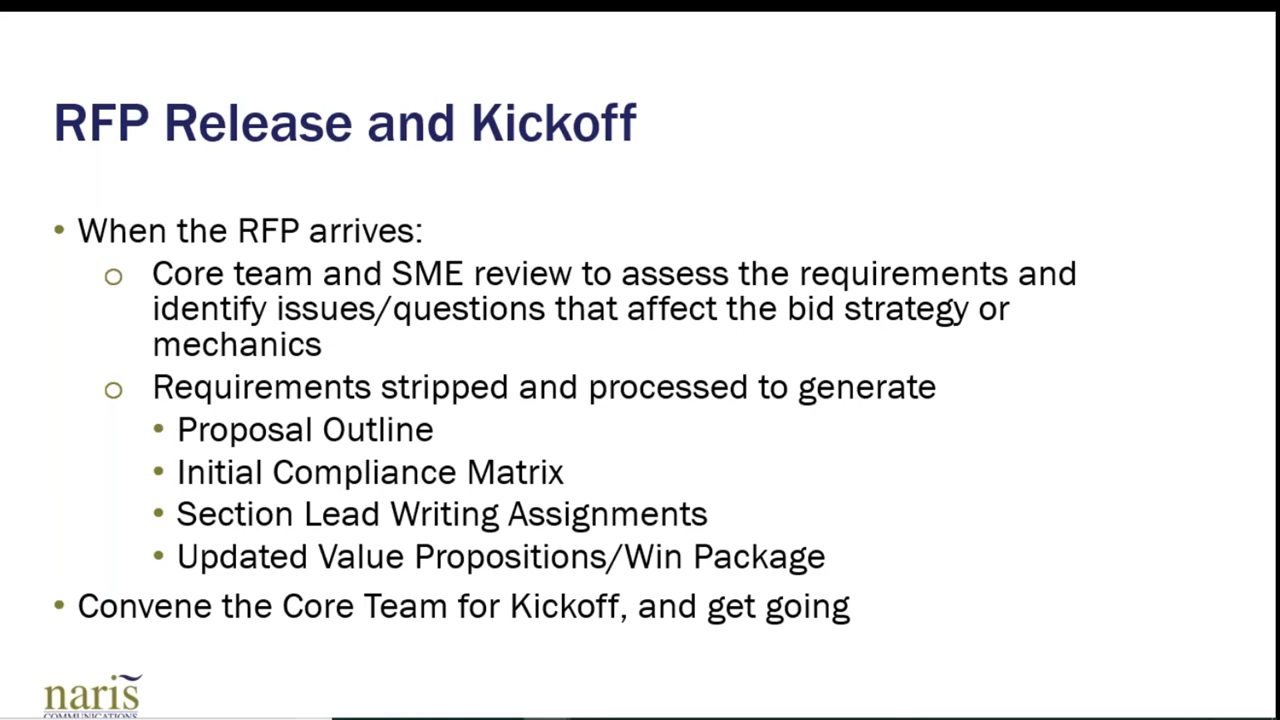 RFP Release and Kickoff
• When the RFP arrives:
o Core team and SME review to assess the requirements and
identify issues/questions that affect the bid strategy or
mechanics
o Requirements stripped and processed to generate
• Proposal Outline
• Initial Compliance Matrix
• Section Lead Writing Assignments
• Updated Value Propositions/Win Package
• Convene the Core Team for Kickoff, and get going
naris
COMMUNICATIONS